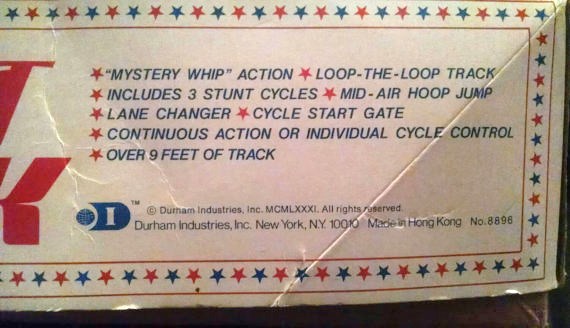 "MYSTERY WHIP" ACTION ★ LOOP-THE-LOOP TRACK
★ INCLUDES 3 STUNT CYCLES ★ MID-AIR HOOP JUMP
★ LANE CHANGER ★ CYCLE START GATE
★ CONTINUOUS ACTION OR INDIVIDUAL CYCLE CONTROL
★ OVER 9 FEET OF TRACK
DI ™ © Durham Industries, Inc. MCMLXXXI. All rights reserved.
Durham Industries, Inc. New York, N.Y. 10010 Made in Hong Kong No. 8896